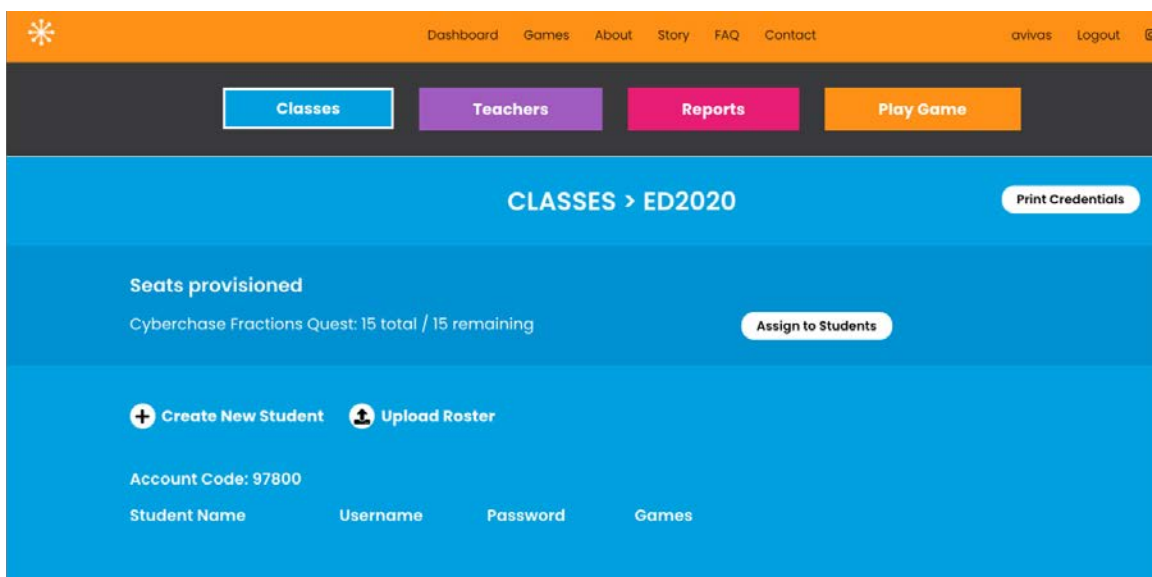 Dashboard Games About Story FAQ Contact avivas Logout
Classes Teachers Reports Play Game
CLASSES > ED2020 Print Credentials
Seats provisioned
Cyberchase Fractions Quest: 15 total / 15 remaining Assign to Students
Create New Student Upload Roster
Account Code: 97800
Student Name Username Password Games